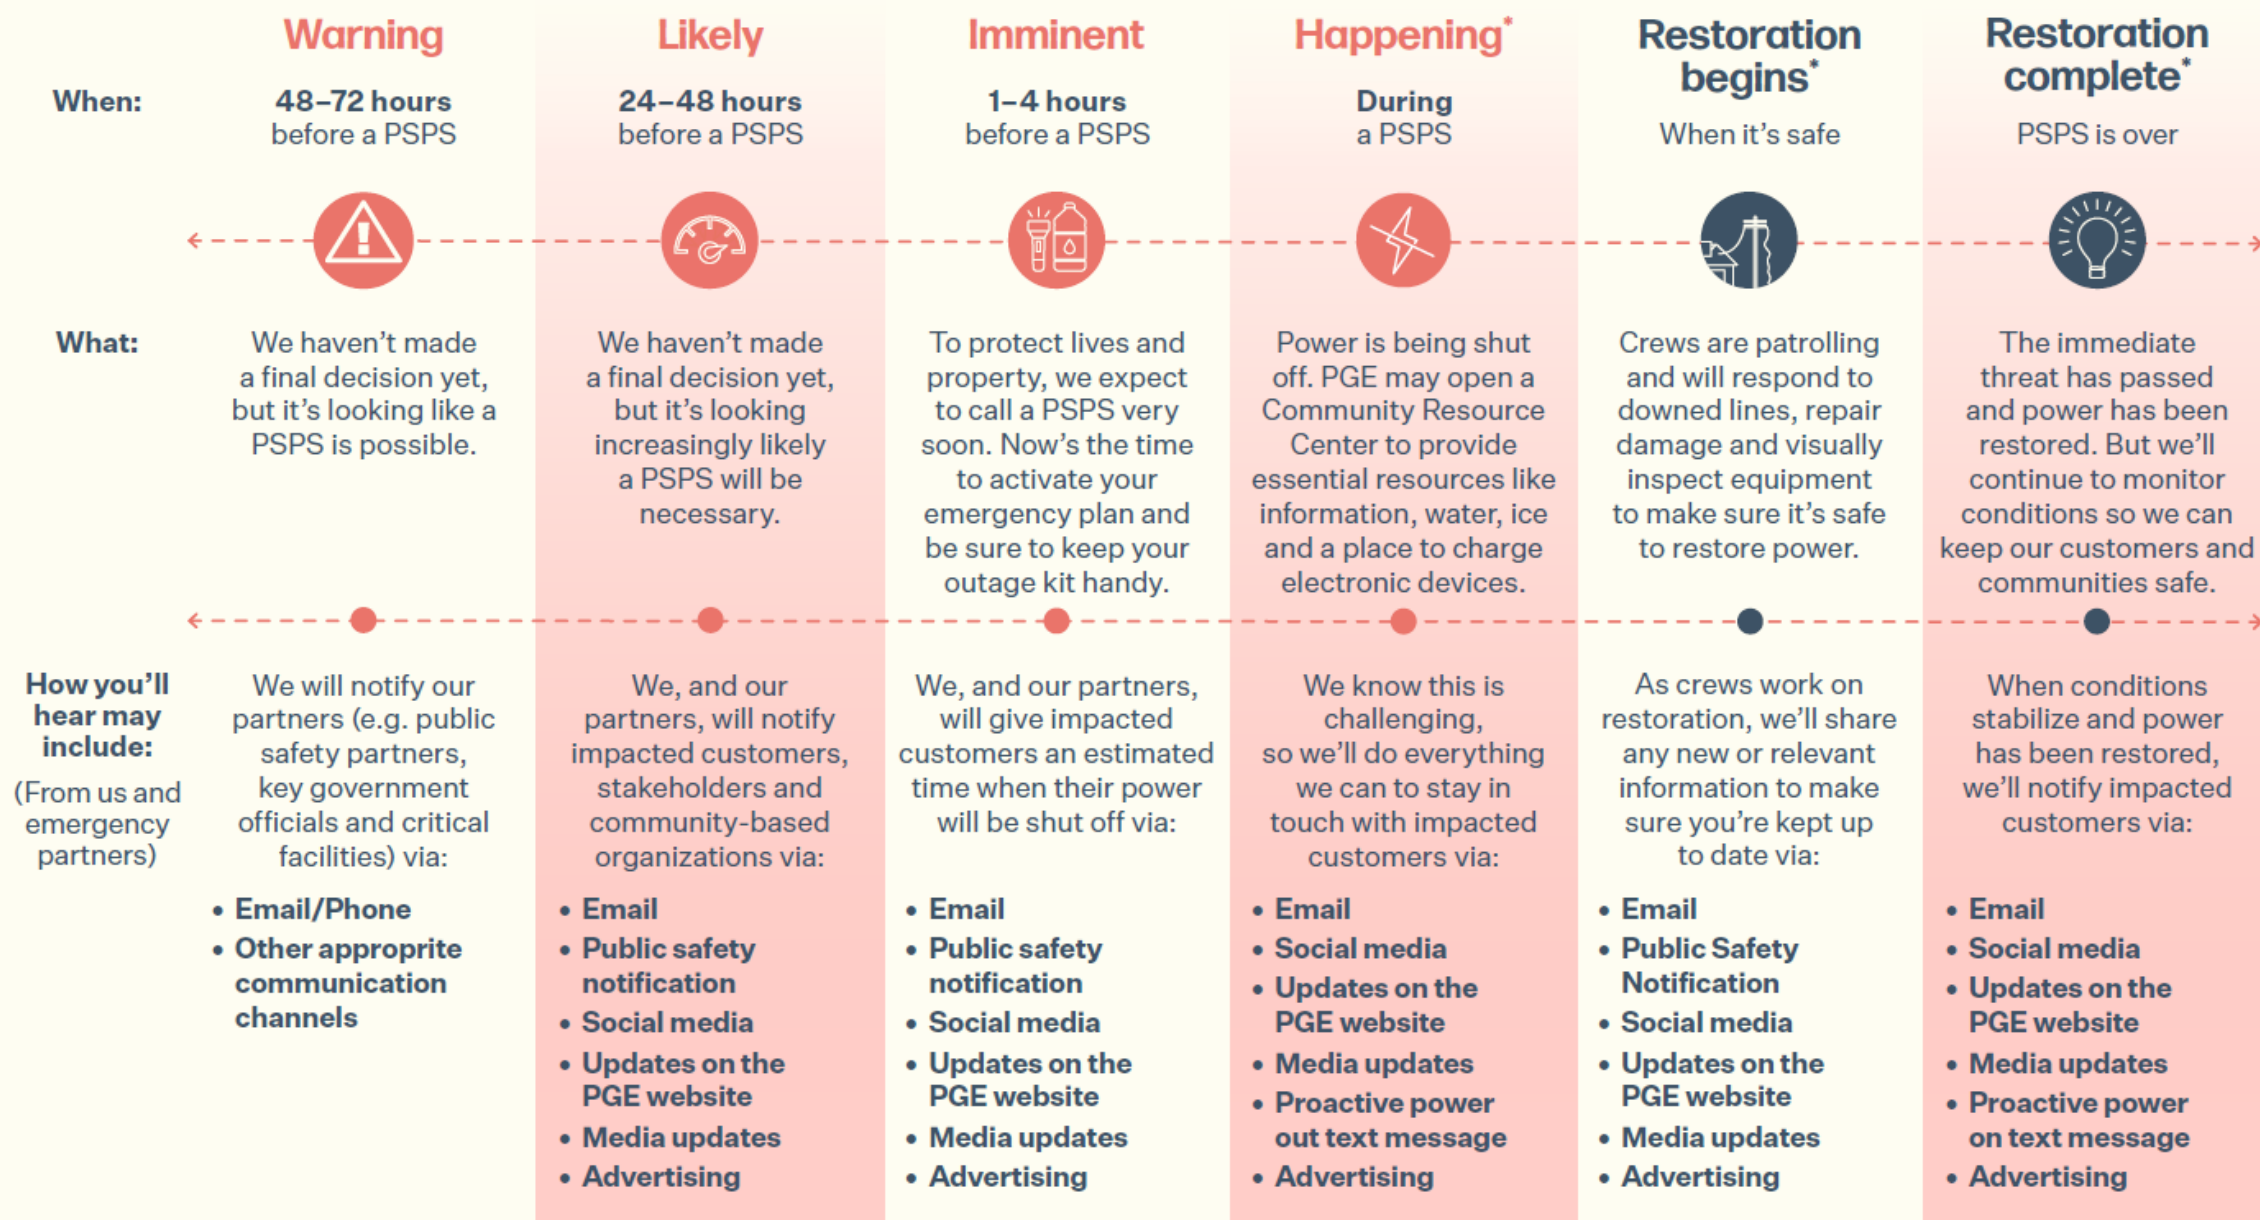 Warning
Likely
Imminent
Happening*
Restoration
begins*
Restoration
complete*
When:
48–72 hours
before a PSPS
24–48 hours
before a PSPS
1–4 hours
before a PSPS
During
a PSPS
When it's safe
PSPS is over
What:
We haven't made
a final decision yet,
but it's looking like a
PSPS is possible.
We haven't made
a final decision yet,
but it's looking
increasingly likely
a PSPS will be
necessary.
To protect lives and
property, we expect
to call a PSPS very
soon. Now's the time
to activate your
emergency plan and
be sure to keep your
outage kit handy.
Power is being shut
off. PGE may open a
Community Resource
Center to provide
essential resources like
information, water, ice
and a place to charge
electronic devices.
Crews are patrolling
and will respond to
downed lines, repair
damage and visually
inspect equipment
to make sure it's safe
to restore power.
The immediate
threat has passed
and power has been
restored. But we'll
continue to monitor
conditions so we can
keep our customers and
communities safe.
How you'll
hear may
include:
(From us and
emergency
partners)
We will notify our
partners (e.g. public
safety partners,
key government
officials and critical
facilities) via:
• Email/Phone
• Other approprite
communication
channels
We, and our
partners, will notify
impacted customers,
stakeholders and
community-based
organizations via:
• Email
• Public safety
notification
• Social media
• Updates on the
PGE website
• Media updates
• Advertising
We, and our partners,
will give impacted
customers an estimated
time when their power
will be shut off via:
• Email
• Public safety
notification
• Social media
• Updates on the
PGE website
• Media updates
• Advertising
We know this is
challenging,
so we'll do everything
we can to stay in
touch with impacted
customers via:
• Email
• Social media
• Updates on the
PGE website
• Media updates
• Proactive power
out text message
• Advertising
As crews work on
restoration, we'll share
any new or relevant
information to make
sure you're kept up
to date via:
• Email
• Public Safety
Notification
• Social media
• Updates on the
PGE website
• Media updates
• Advertising
When conditions
stabilize and power
has been restored,
we'll notify impacted
customers via:
• Email
• Social media
• Updates on the
PGE website
• Media updates
• Proactive power
on text message
• Advertising